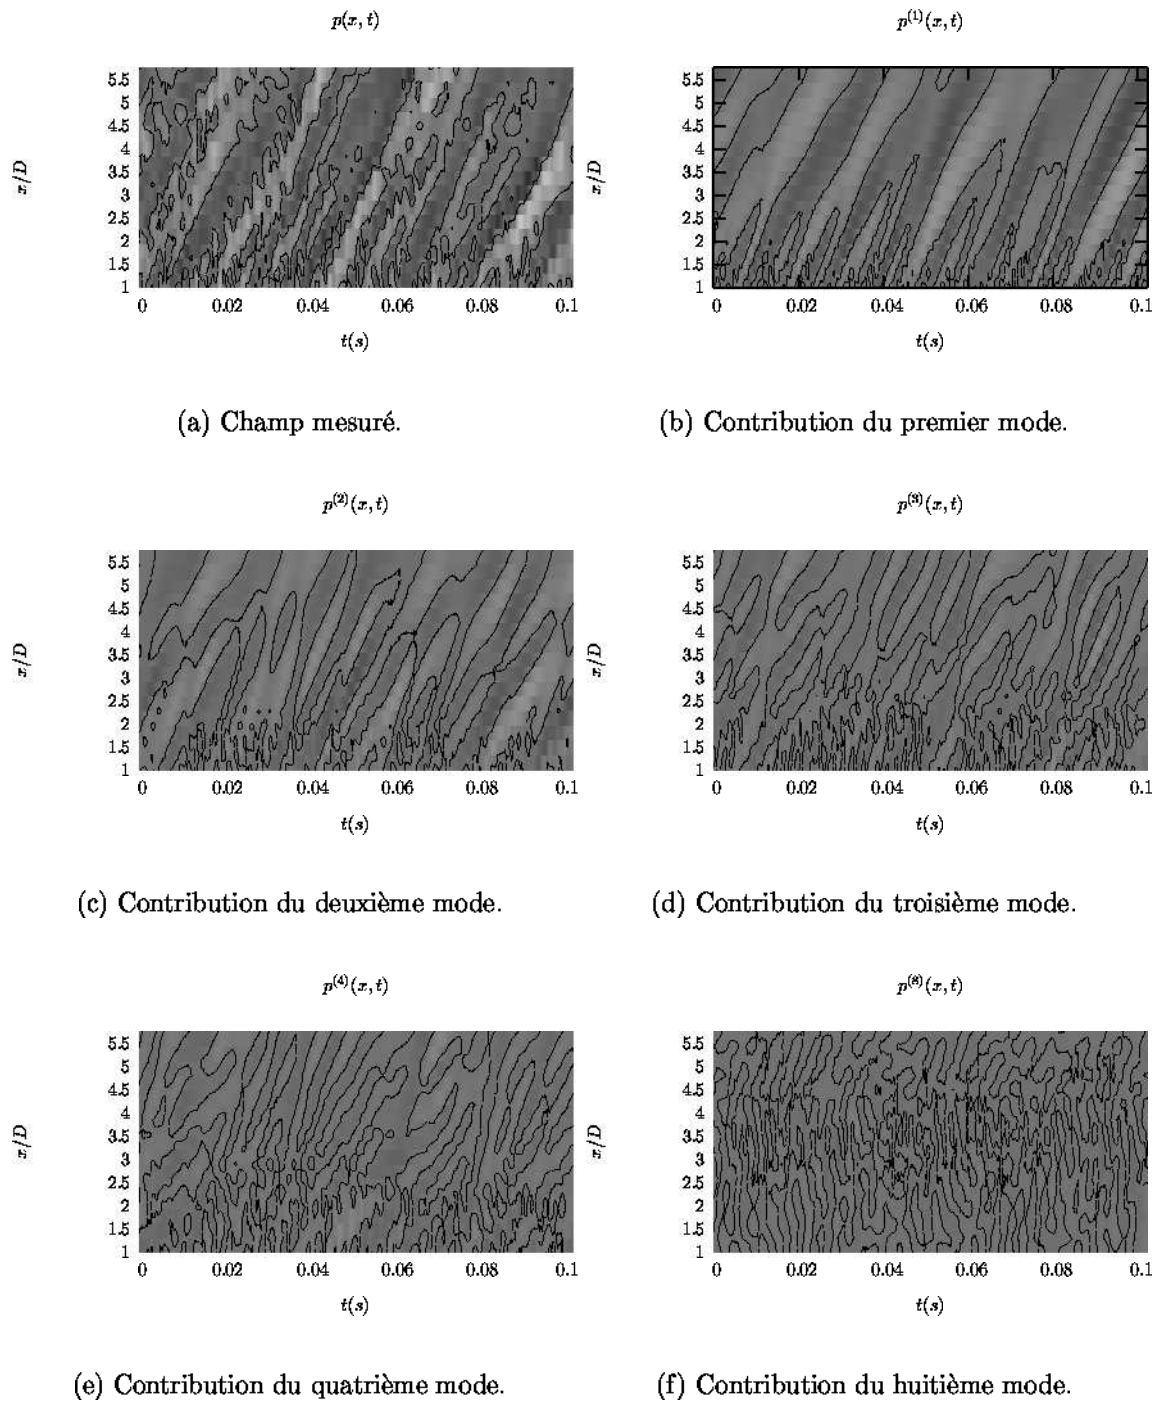 p(x, t)
p^{(1)}(x, t)
5.5
5
4.5
4
3.5
3
2.5
2
1.5
1
x/D
0 0.02 0.04 0.06 0.08 0.1
t(s)
5.5
5
4.5
4
3.5
3
2.5
2
1.5
1
x/D
0 0.02 0.04 0.06 0.08 0.1
t(s)
(a) Champ mesuré.
(b) Contribution du premier mode.
p^{(2)}(x, t)
p^{(3)}(x, t)
5.5
5
4.5
4
3.5
3
2.5
2
1.5
1
x/D
0 0.02 0.04 0.06 0.08 0.1
t(s)
5.5
5
4.5
4
3.5
3
2.5
2
1.5
1
x/D
0 0.02 0.04 0.06 0.08 0.1
t(s)
(c) Contribution du deuxième mode.
(d) Contribution du troisième mode.
p^{(4)}(x, t)
p^{(8)}(x, t)
5.5
5
4.5
4
3.5
3
2.5
2
1.5
1
x/D
0 0.02 0.04 0.06 0.08 0.1
t(s)
5.5
5
4.5
4
3.5
3
2.5
2
1.5
1
x/D
0 0.02 0.04 0.06 0.08 0.1
t(s)
(e) Contribution du quatrième mode.
(f) Contribution du huitième mode.